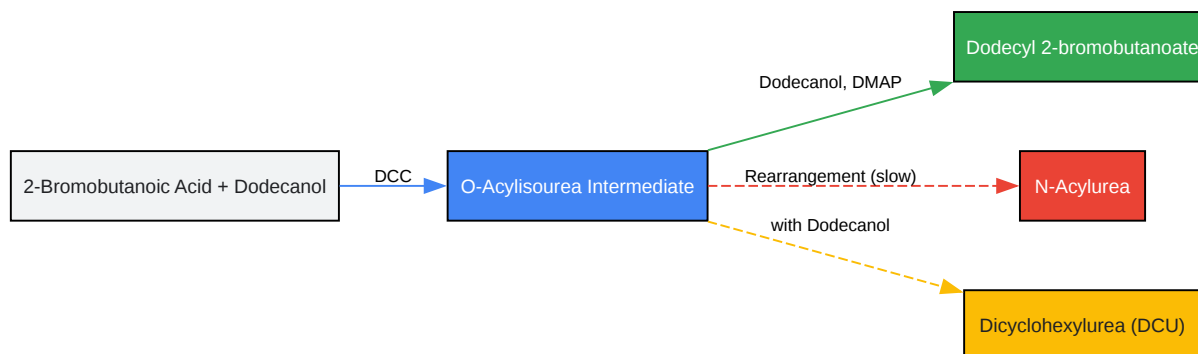 Dodecyl 2-bromobutanoate
Dodecanol, DMAP
2-Bromobutanoic Acid + Dodecanol
DCC
O-Acylisourea Intermediate
Rearrangement (slow)
N-Acylurea
with Dodecanol
Dicyclohexylurea (DCU)